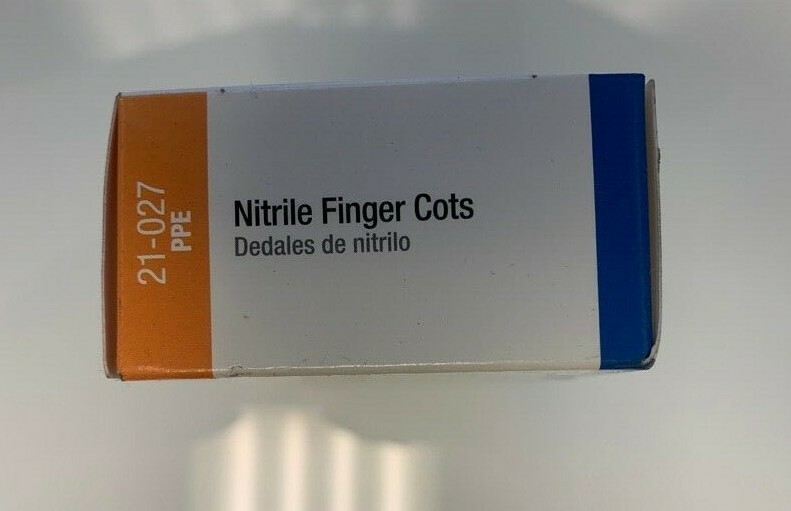 21-027
PPE
Nitrile Finger Cots
Dedales de nitrilo